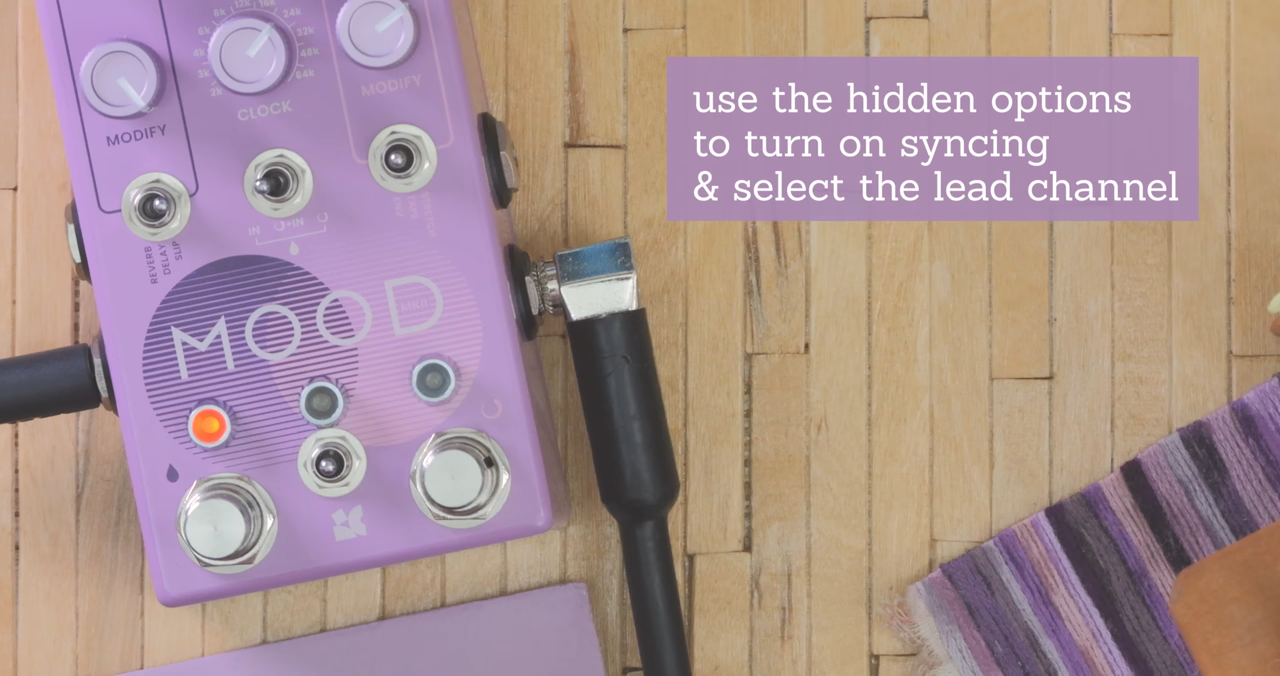 8k 12k 16k 24k
6k 32k
4k 48k
3k 64k
2k
MODIFY
CLOCK
MODIFY
IN +IN
REVERB
DELAY
SLIP
MOOD
use the hidden options
to turn on syncing
& select the lead channel